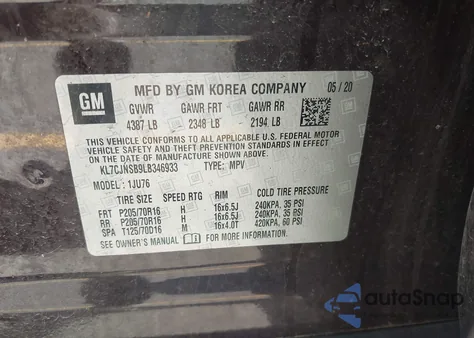 GM
MFD BY GM KOREA COMPANY 05/20
GVWR GAWR FRT GAWR RR
4387 LB 2348 LB 2194 LB
THIS VEHICLE CONFORMS TO ALL APPLICABLE U.S. FEDERAL MOTOR
VEHICLE SAFETY, BUMPER, AND THEFT PREVENTION STANDARDS IN
EFFECT ON THE DATE OF MANUFACTURE SHOWN ABOVE.
KL7CJNSB9LB346933 TYPE: MPV
MODEL: 1JU76
TIRE SIZE SPEED RTG RIM COLD TIRE PRESSURE
FRT P205/70R16 H 16x6.5J 240KPA, 35 PSI
RR P205/70R16 H 16x6.5J 240KPA, 35 PSI
SPA T125/70D16 M 16x4.0T 420KPA, 60 PSI
SEE OWNER'S MANUAL FOR MORE INFORMATION.
autaSnap